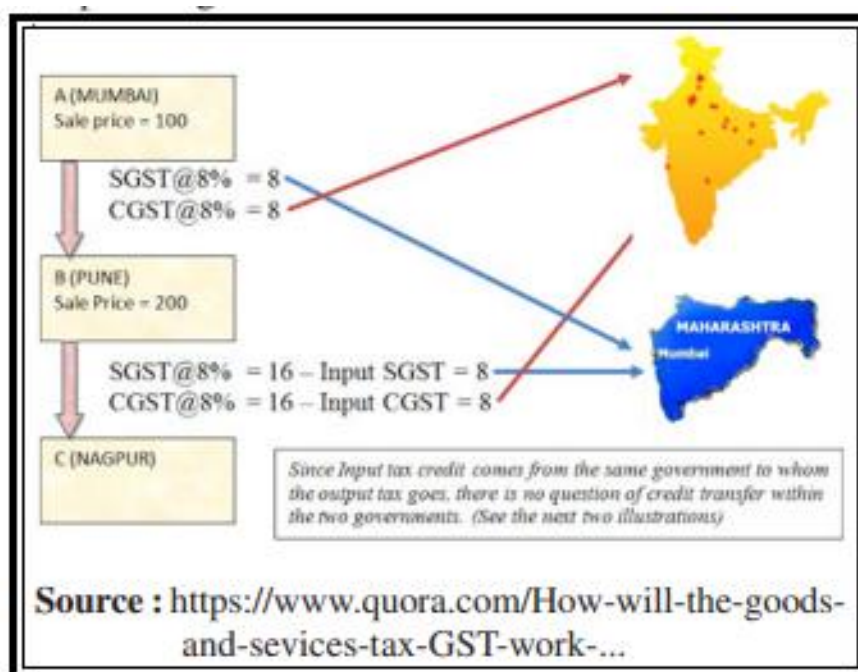 A (MUMBAI)
Sale price = 100
SGST@8% = 8
CGST@8% = 8
B (PUNE)
Sale Price = 200
MAHARASHTRA
Mumbai
SGST@8% = 16 – Input SGST = 8
CGST@8% = 16 – Input CGST = 8
C (NAGPUR)
Since Input tax credit comes from the same government to whom
the output tax goes, there is no question of credit transfer within
the two governments. (See the next two illustrations)
Source : https://www.quora.com/How-will-the-goods-
and-sevices-tax-GST-work-...